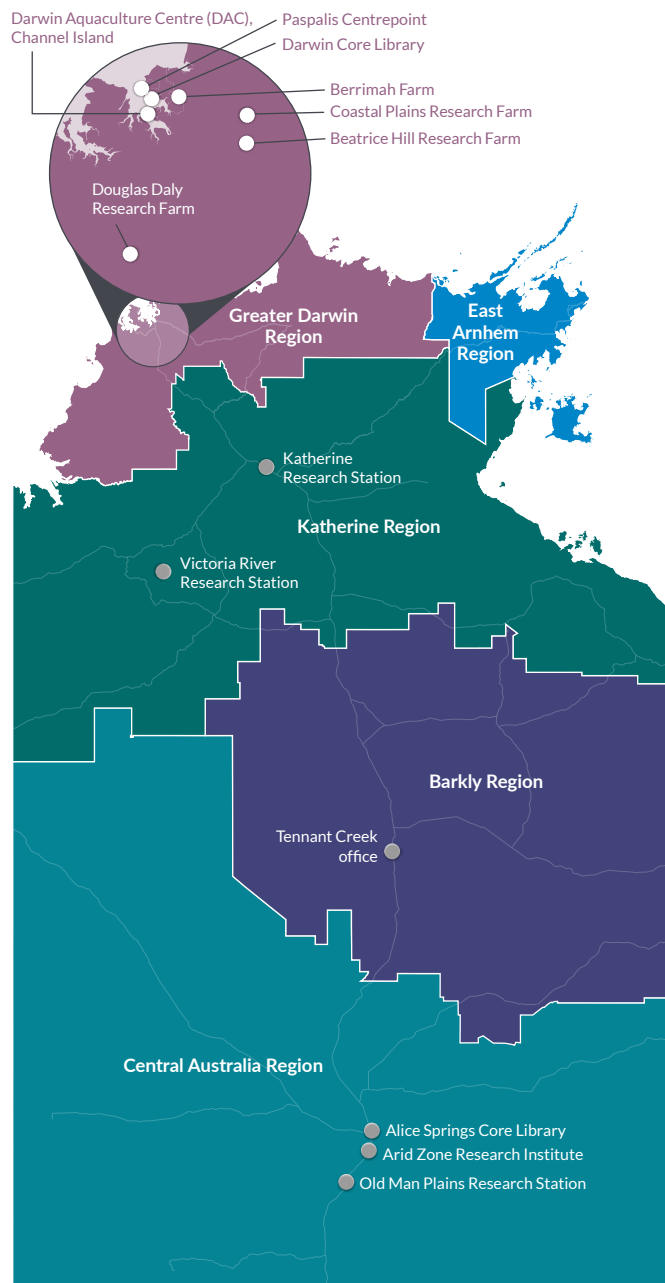 Darwin Aquaculture Centre (DAC),
Channel Island
Paspalis Centrepoint
Darwin Core Library
Berrimah Farm
Coastal Plains Research Farm
Beatrice Hill Research Farm
Douglas Daly
Research Farm
Greater Darwin
Region
East
Arnhem
Region
Katherine
Research Station
Katherine Region
Victoria River
Research Station
Barkly Region
Tennant Creek
office
Central Australia Region
Alice Springs Core Library
Arid Zone Research Institute
Old Man Plains Research Station